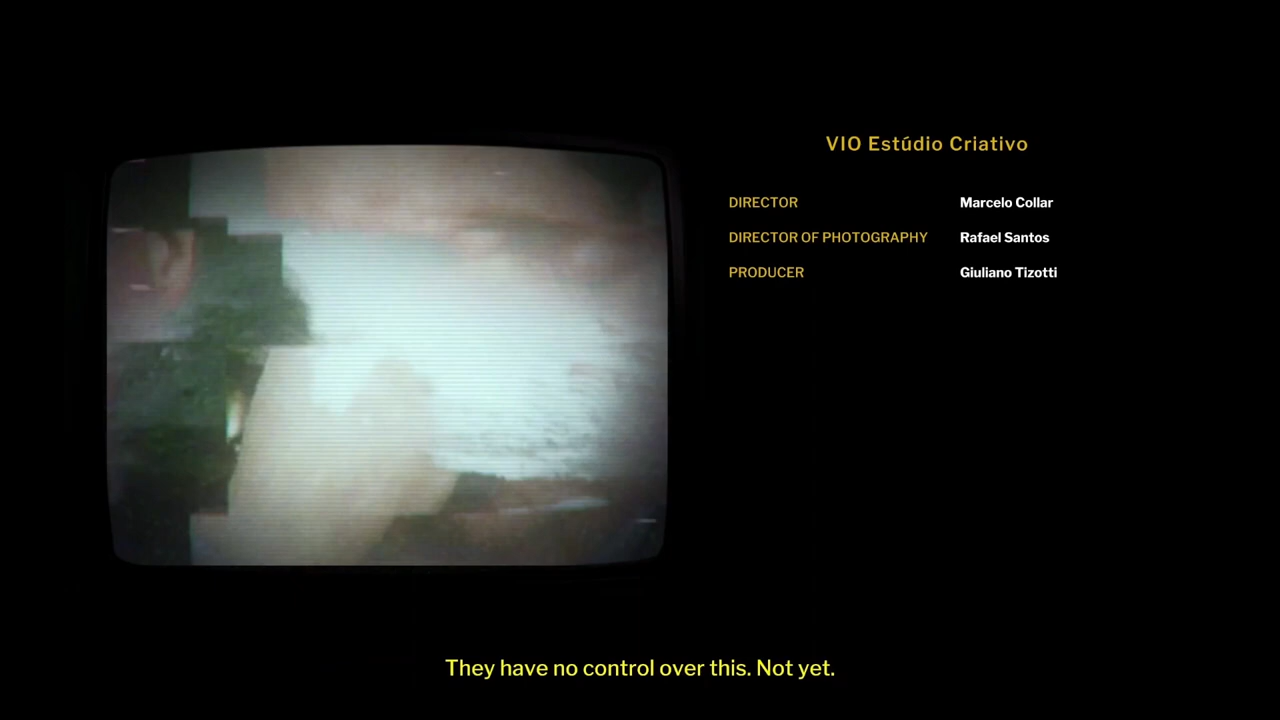 VIO Estúdio Criativo
DIRECTOR Marcelo Collar
DIRECTOR OF PHOTOGRAPHY Rafael Santos
PRODUCER Giuliano Tizotti
They have no control over this. Not yet.